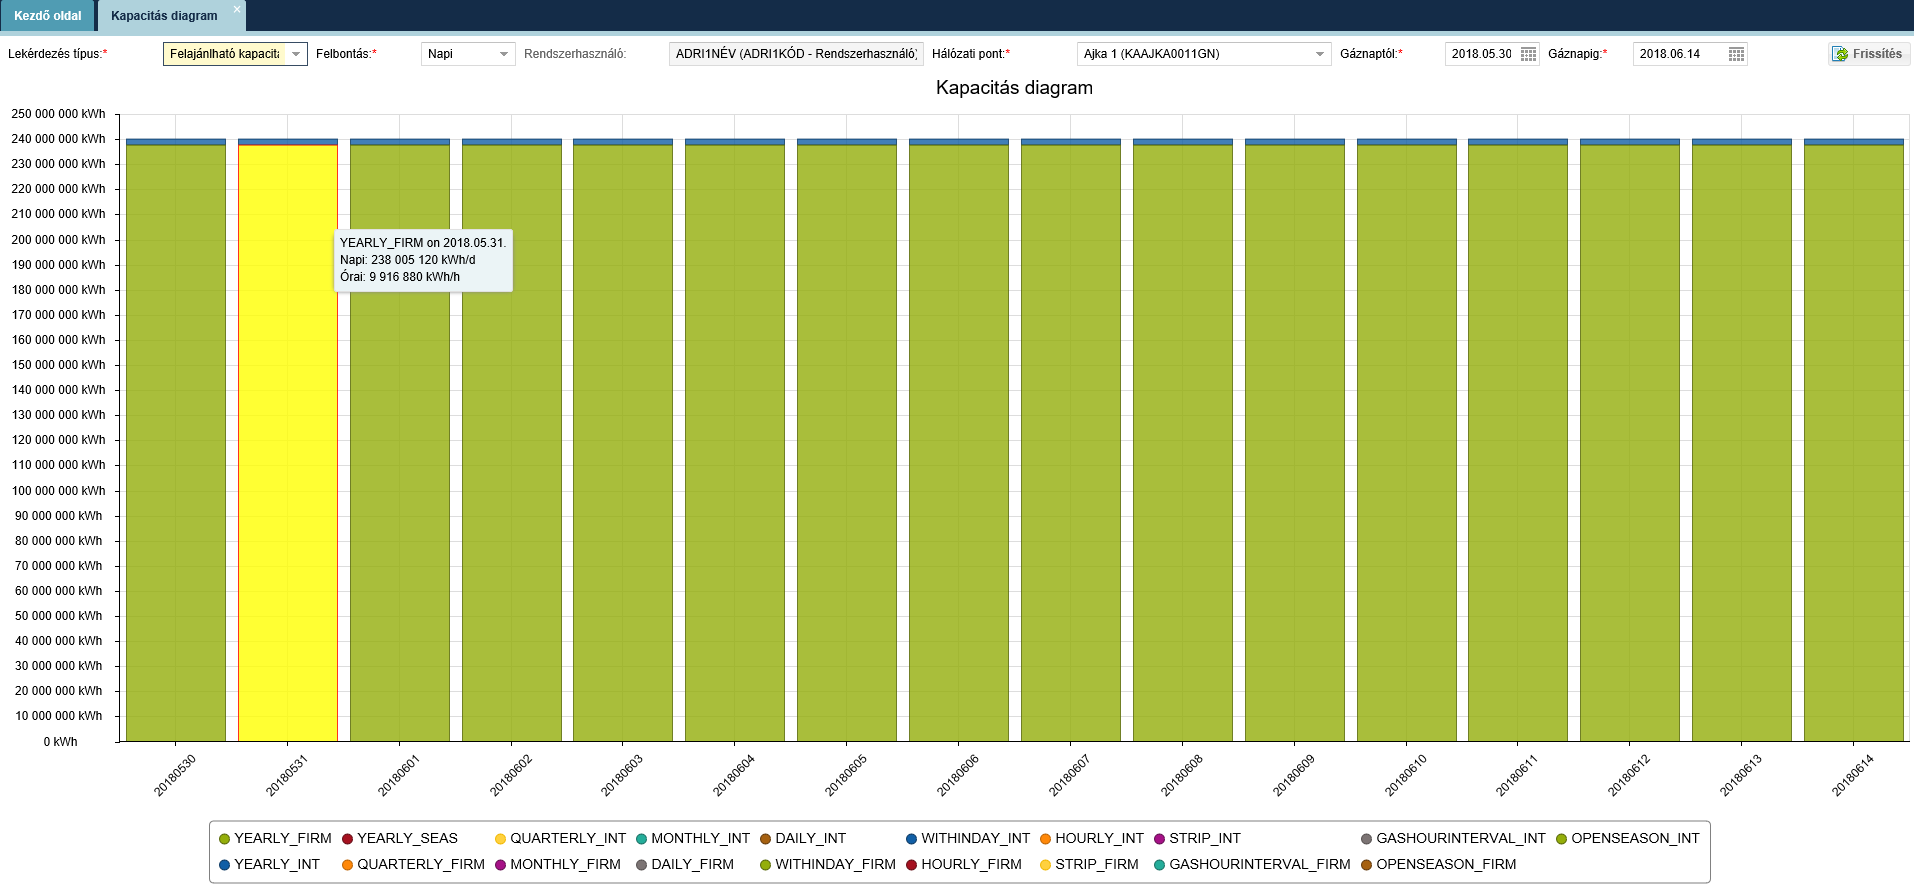 Kezdő oldal
Kapacitás diagram
×
Lekérdezés típus:*
Felajánlható kapacitá
Felbontás:*
Napi
Rendszerhasználó:
ADRI1NÉV (ADRI1KÓD - Rendszerhasználó)
Hálózati pont:*
Ajka 1 (KAAJKA0011GN)
Gáznaptól:*
2018.05.30
Gáznapig:*
2018.06.14
Frissítés
Kapacitás diagram
250 000 000 kWh
240 000 000 kWh
230 000 000 kWh
220 000 000 kWh
210 000 000 kWh
200 000 000 kWh
190 000 000 kWh
180 000 000 kWh
170 000 000 kWh
160 000 000 kWh
150 000 000 kWh
140 000 000 kWh
130 000 000 kWh
120 000 000 kWh
110 000 000 kWh
100 000 000 kWh
90 000 000 kWh
80 000 000 kWh
70 000 000 kWh
60 000 000 kWh
50 000 000 kWh
40 000 000 kWh
30 000 000 kWh
20 000 000 kWh
10 000 000 kWh
0 kWh
YEARLY_FIRM on 2018.05.31.
Napi: 238 005 120 kWh/d
Órai: 9 916 880 kWh/h
20180530
20180531
20180601
20180602
20180603
20180604
20180605
20180606
20180607
20180608
20180609
20180610
20180611
20180612
20180613
20180614
YEARLY_FIRM YEARLY_SEAS QUARTERLY_INT MONTHLY_INT DAILY_INT WITHINDAY_INT HOURLY_INT STRIP_INT GASHOURINTERVAL_INT OPENSEASON_INT
YEARLY_INT QUARTERLY_FIRM MONTHLY_FIRM DAILY_FIRM WITHINDAY_FIRM HOURLY_FIRM STRIP_FIRM GASHOURINTERVAL_FIRM OPENSEASON_FIRM